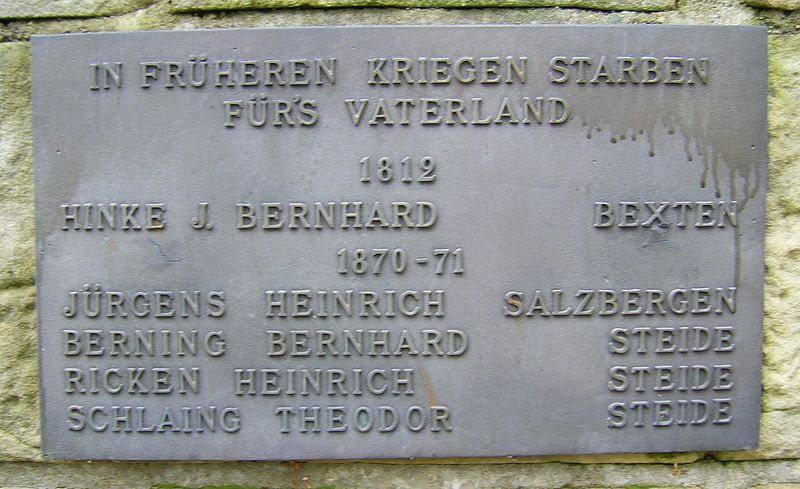 IN FRÜHEREN KRIEGEN STARBEN
FÜR'S VATERLAND
1812
HINKE J. BERNHARD BEXTEN
1870-71
JÜRGENS HEINRICH SALZBERGEN
BERNING BERNHARD STEIDE
RICKEN HEINRICH STEIDE
SCHLAING THEODOR STEIDE